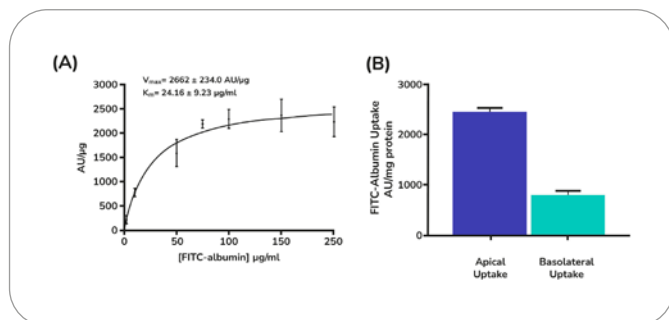 (A)
Vmax= 2662 ± 234.0 AU/µg
Km= 24.16 ± 9.23 µg/ml
AU/µg
3000
2500
2000
1500
1000
500
0
0
50
100
150
200
250
[FITC-albumin] µg/ml
(B)
FITC-Albumin Uptake
AU/mg protein
3000
2000
1000
0
Apical
Uptake
Basolateral
Uptake